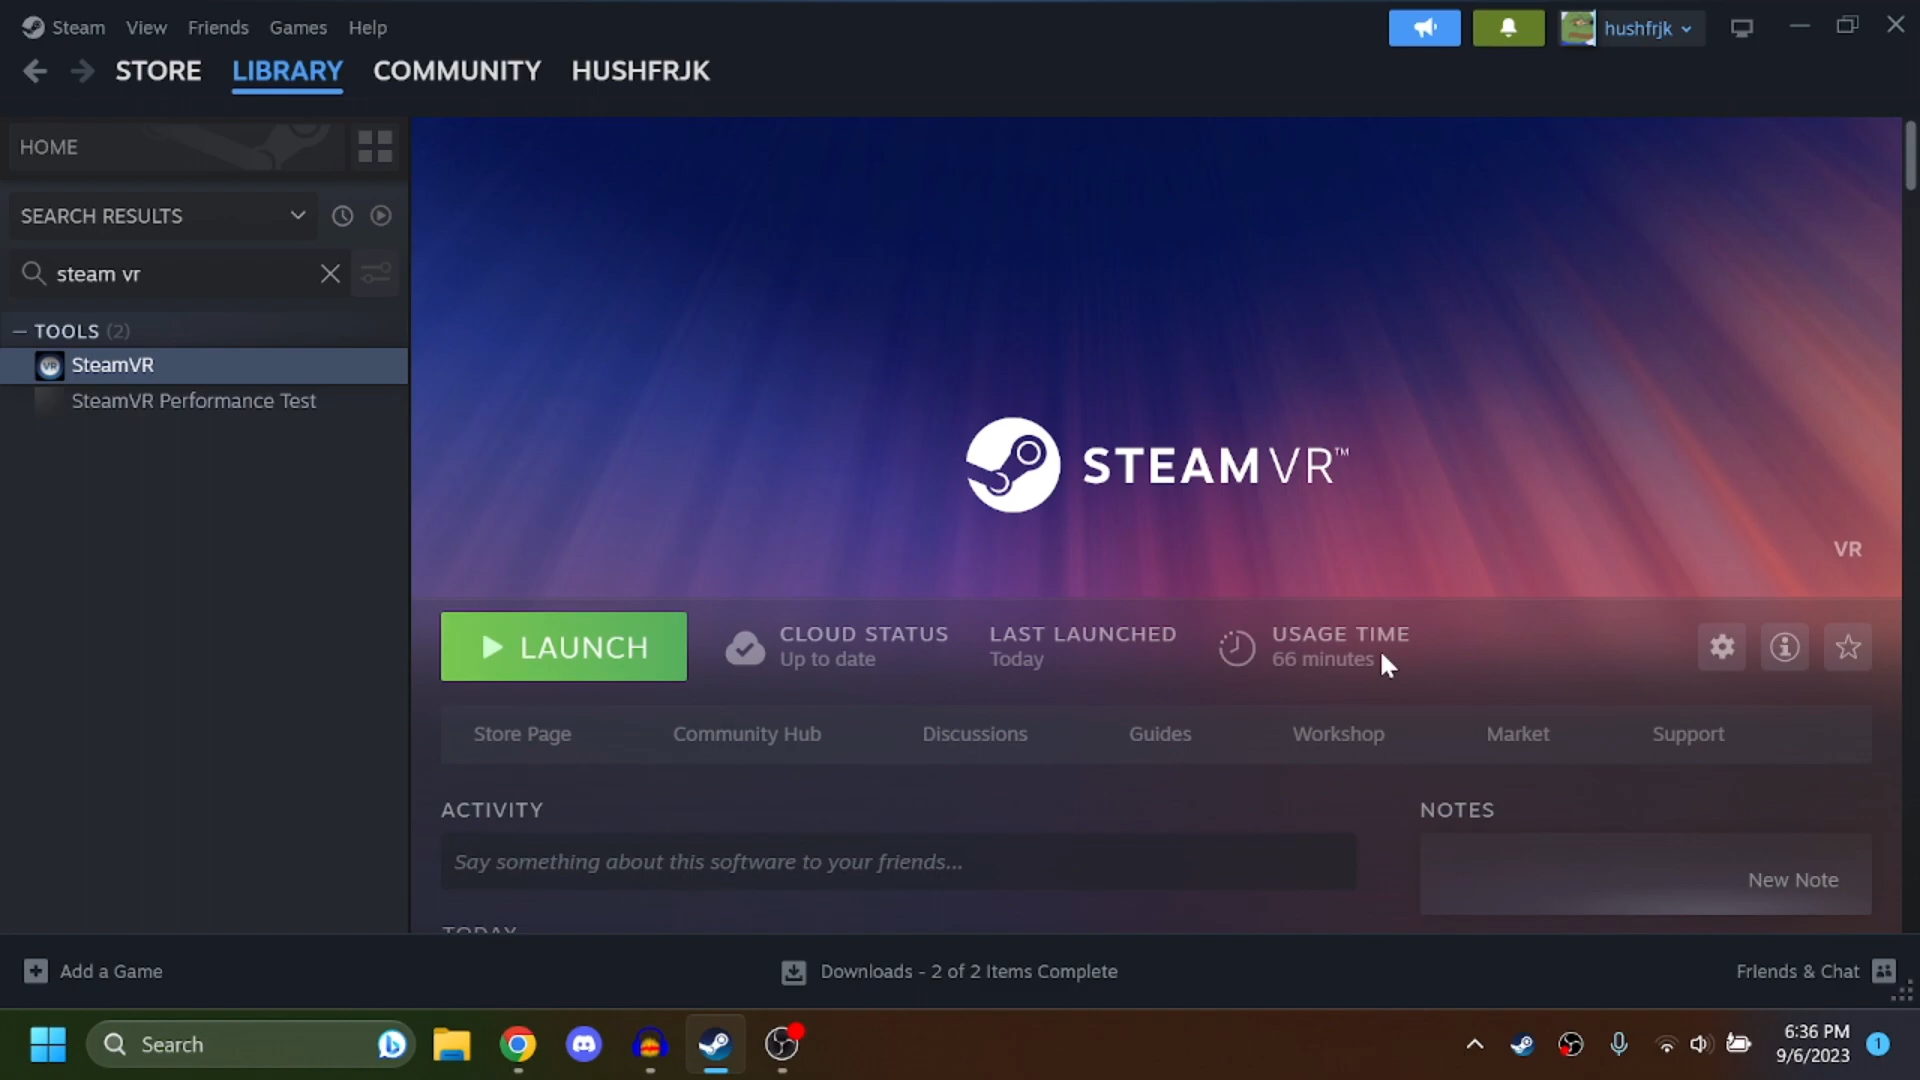 Steam View Friends Games Help
hushfrjk
STORE LIBRARY COMMUNITY HUSHFRJK
HOME
SEARCH RESULTS
steam vr
– TOOLS (2)
VR SteamVR
SteamVR Performance Test
STEAMVR™
VR
LAUNCH
CLOUD STATUS
Up to date
LAST LAUNCHED
Today
USAGE TIME
66 minutes
Store Page Community Hub Discussions Guides Workshop Market Support
ACTIVITY
Say something about this software to your friends...
TODAY
NOTES
New Note
Add a Game
Downloads - 2 of 2 Items Complete
Friends & Chat
Search
6:36 PM
9/6/2023
1